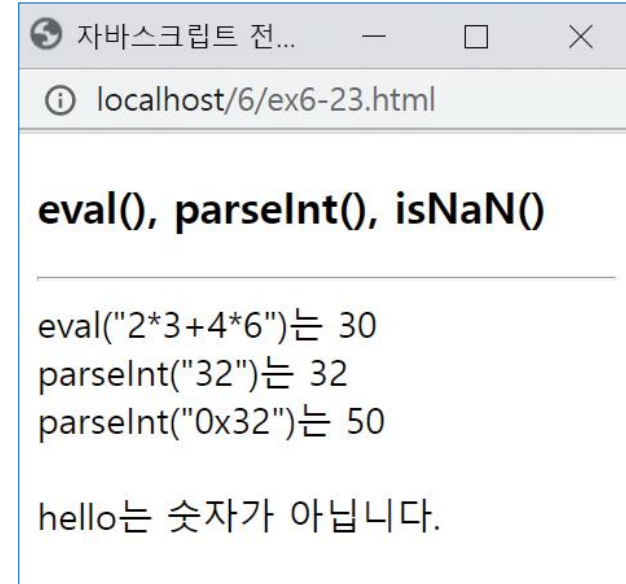 자바스크립트 전...
localhost/6/ex6-23.html
eval(), parseInt(), isNaN()
eval("2*3+4*6")는 30
parseInt("32")는 32
parseInt("0x32")는 50
hello는 숫자가 아닙니다.